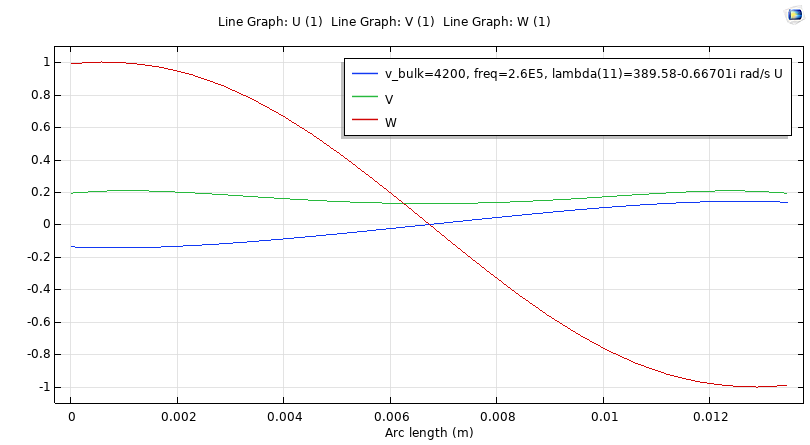 Line Graph: U (1) Line Graph: V (1) Line Graph: W (1)
v_bulk=4200, freq=2.6E5, lambda(11)=389.58-0.66701i rad/s U
V
W
1
0.8
0.6
0.4
0.2
0
-0.2
-0.4
-0.6
-0.8
-1
0 0.002 0.004 0.006 0.008 0.01 0.012
Arc length (m)